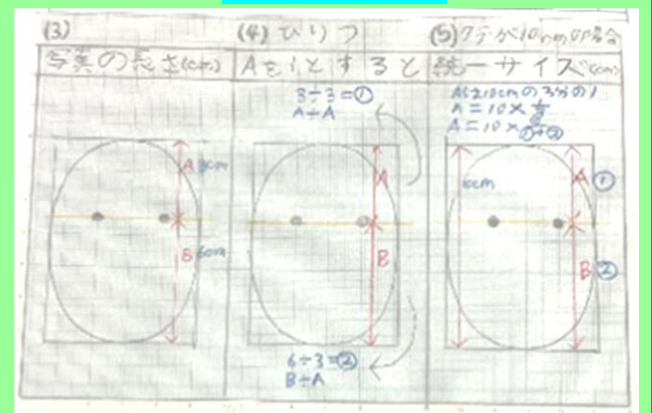 (3)
写真の長さ(cm)
A 3cm
B 6cm
(4) ひりつ
Aを1とすると
3÷3=①
A÷A
A
B
6÷3=②
B÷A
(5) タテが10cmの場合
統一サイズ(cm)
Aは10cmの3分の1
A=10×
A=10×
10cm
A ①
B ②